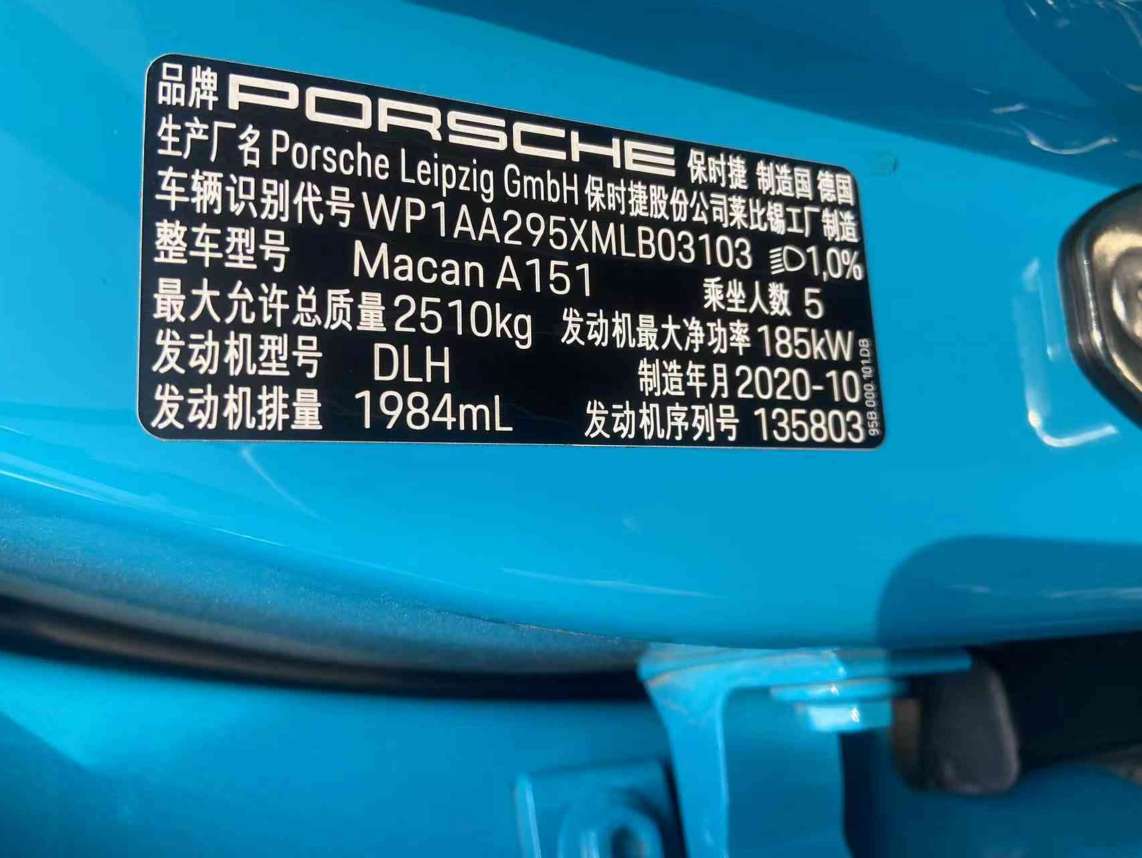 品牌 PORSCHE 保时捷 制造国 德国
生产厂名 Porsche Leipzig GmbH 保时捷股份公司莱比锡工厂制造
车辆识别代号 WP1AA295XMLB03103 1,0%
整车型号 Macan A151 乘坐人数 5
最大允许总质量 2510kg 发动机最大净功率 185kW
发动机型号 DLH 制造年月 2020-10
发动机排量 1984mL 发动机序列号 135803
95B 000 101.DB